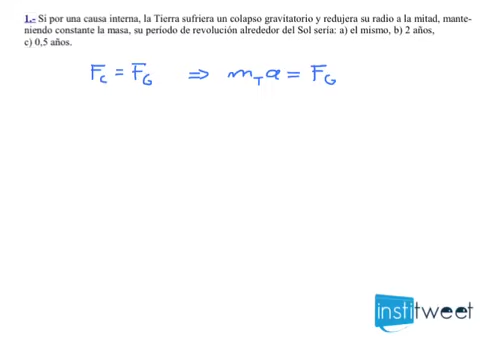 1.- Si por una causa interna, la Tierra sufriera un colapso gravitatorio y redujera su radio a la mitad, mante-
niendo constante la masa, su período de revolución alrededor del Sol sería: a) el mismo, b) 2 años,
c) 0,5 años.
F_C = F_G ⇒ m_T a = F_G
institweet